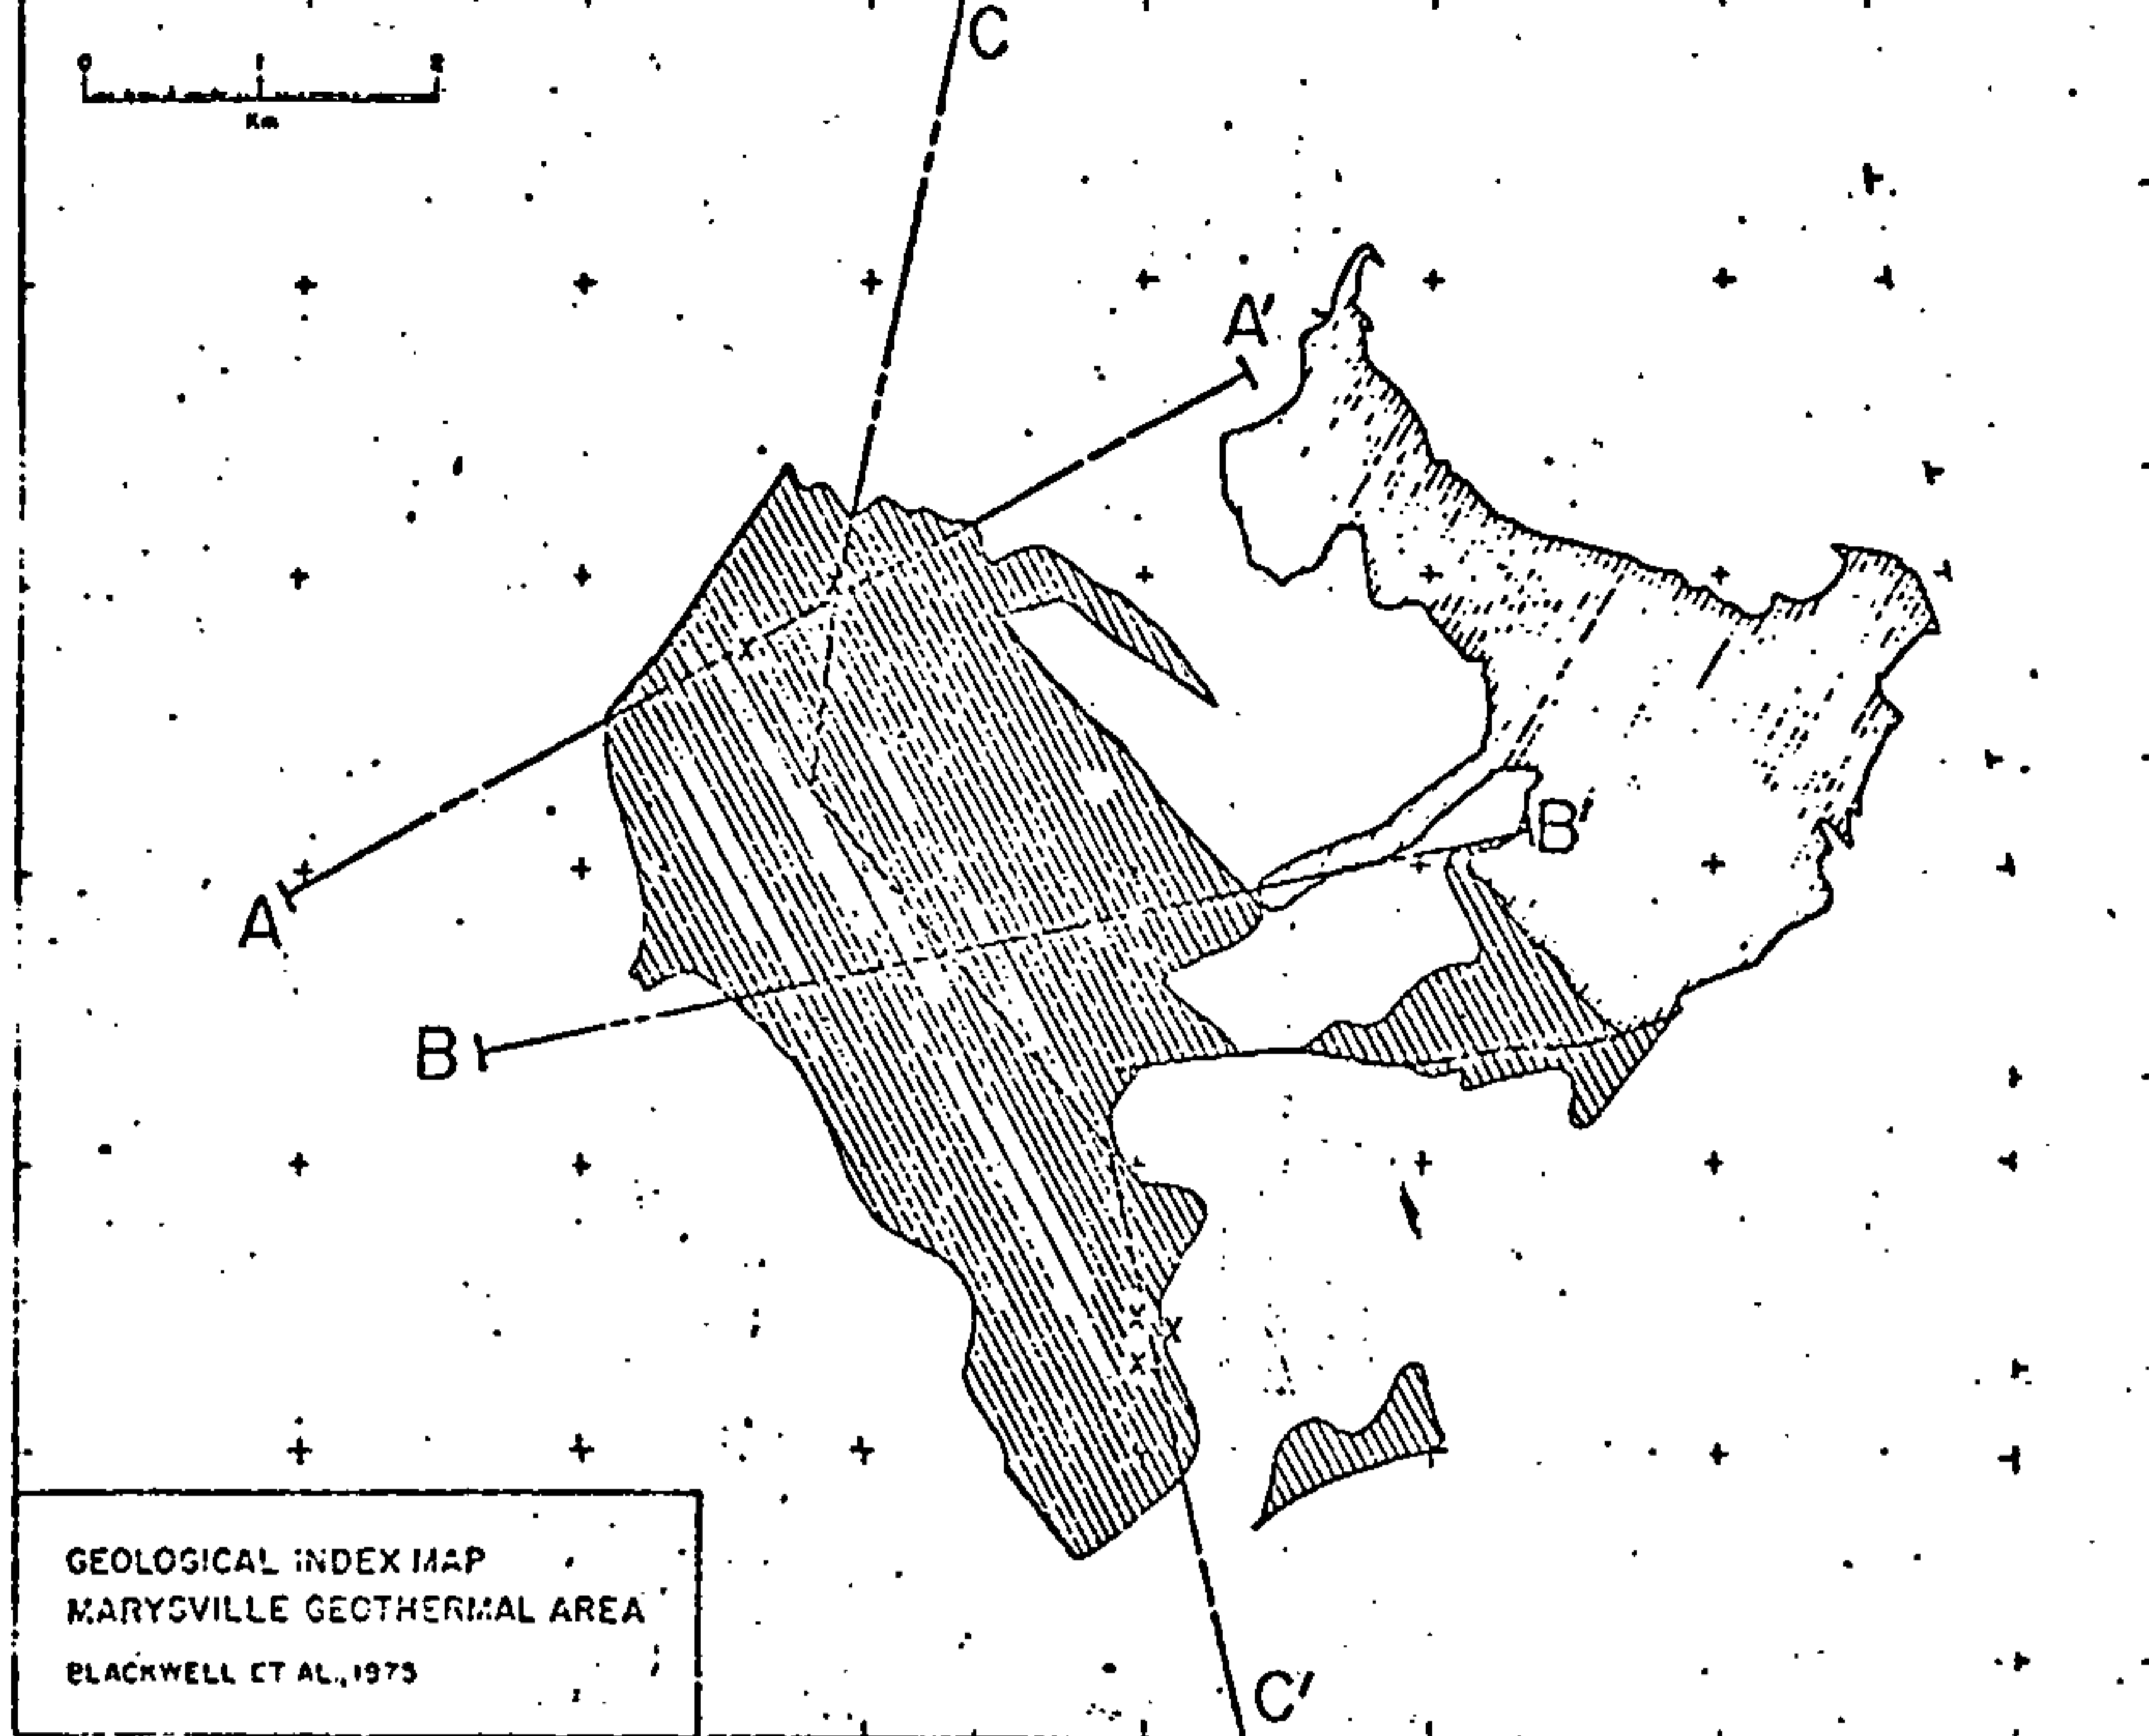 C
0 1 2
Km
A'
B'
A
B
GEOLOGICAL INDEX MAP
MARYSVILLE GEOTHERMAL AREA
BLACKWELL ET AL., 1975
C'